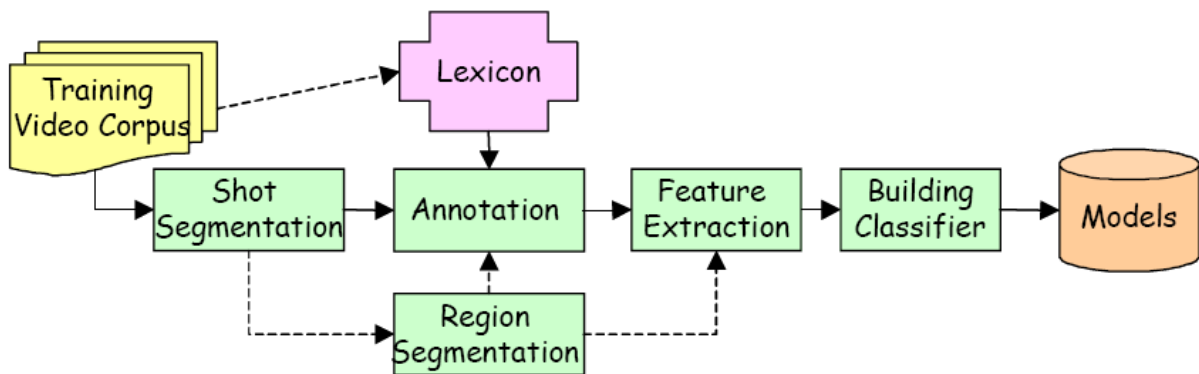 Training
Video Corpus
Lexicon
Shot
Segmentation
Annotation
Feature
Extraction
Building
Classifier
Models
Region
Segmentation